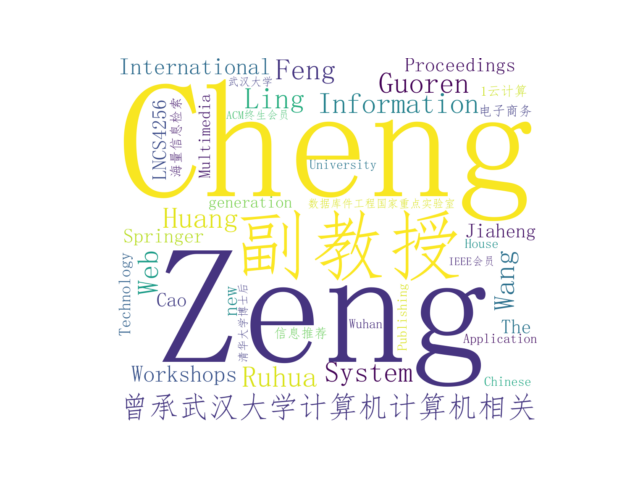 International
武汉大学
Feng
Proceedings
Guoren
1云计算
LNCS4256
海量信息检索
Multimedia
Ling
ACM终生会员
Information
电子商务
Cheng
University
generation
数据库件工程国家重点实验室
Huang
副教授
Jiaheng
Springer
House
Technology
Web
IEEE会员
Wang
Zeng
Cao
new
清华大学博士后
信息推荐
Wuhan
Publishing
The
Application
Workshops
Ruhua
System
Chinese
曾承武汉大学计算机计算机相关